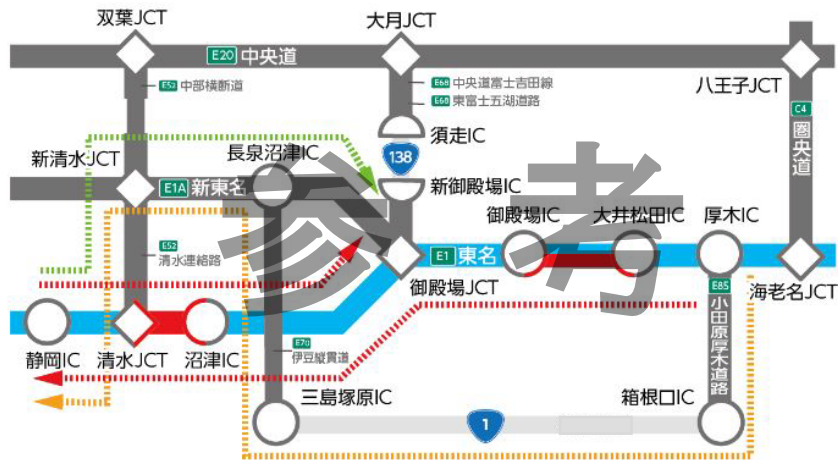 双葉JCT
大月JCT
E20 中央道
八王子JCT
E52 中部横断道
E68 中央道富士吉田線
E68 東富士五湖道路
C4 圏央道
須走IC
138
新清水JCT
長泉沼津IC
E1A 新東名
新御殿場IC
御殿場IC
大井松田IC
厚木IC
参考
E52
清水連絡路
E1 東名
御殿場JCT
海老名JCT
E85 小田原厚木道路
静岡IC
清水JCT
沼津IC
E70
伊豆縦貫道
三島塚原IC
1
箱根口IC